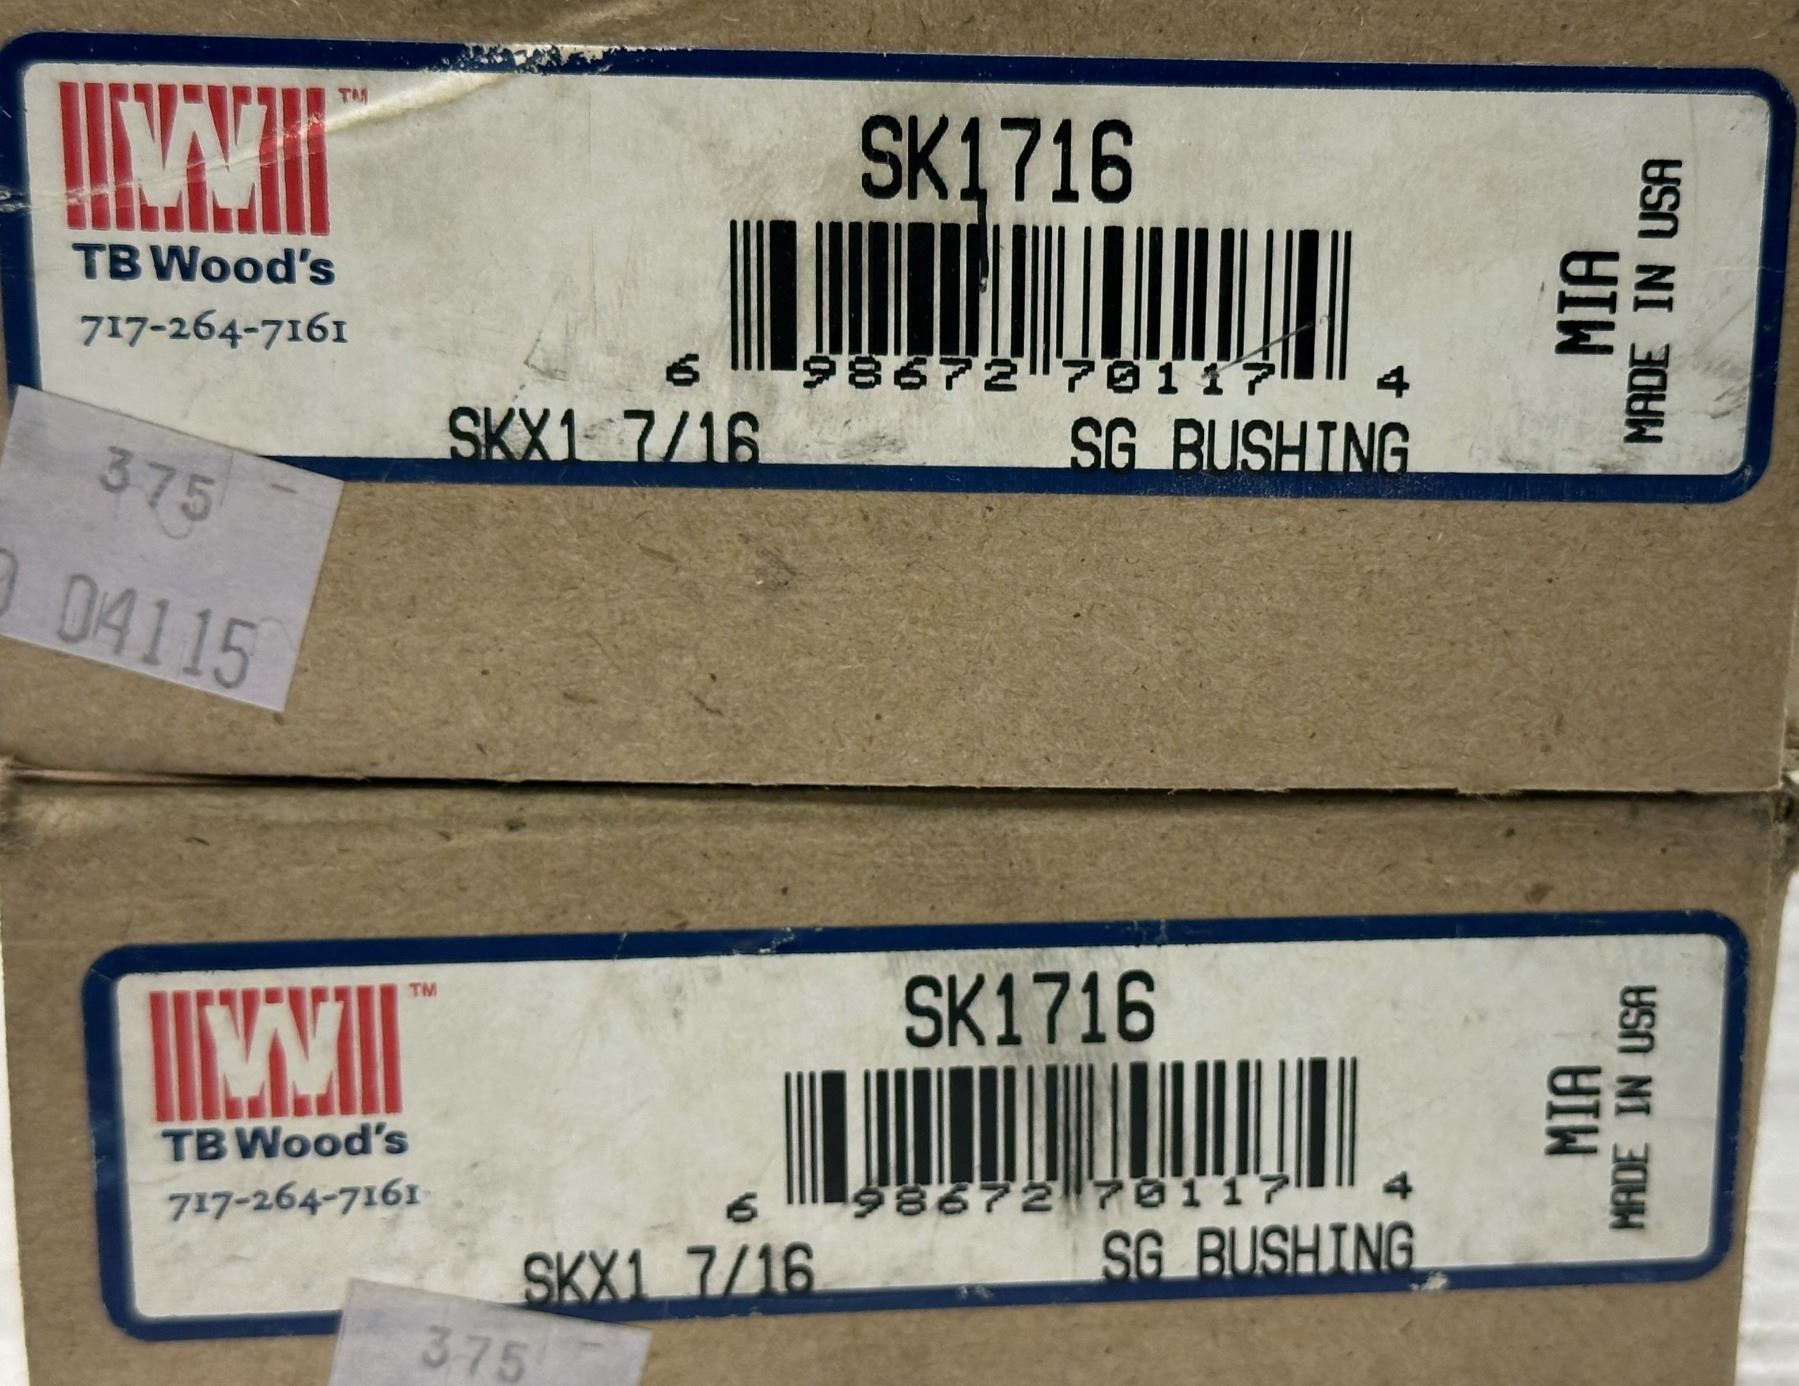 TM
SK1716
TB Wood's
717-264-7161
6 98672 70117 4
SKX1 7/16 SG BUSHING
MIA
MADE IN USA
375 -
04115
TM
SK1716
TB Wood's
717-264-7161
6 98672 70117 4
SKX1 7/16 SG BUSHING
MIA
MADE IN USA
375 -